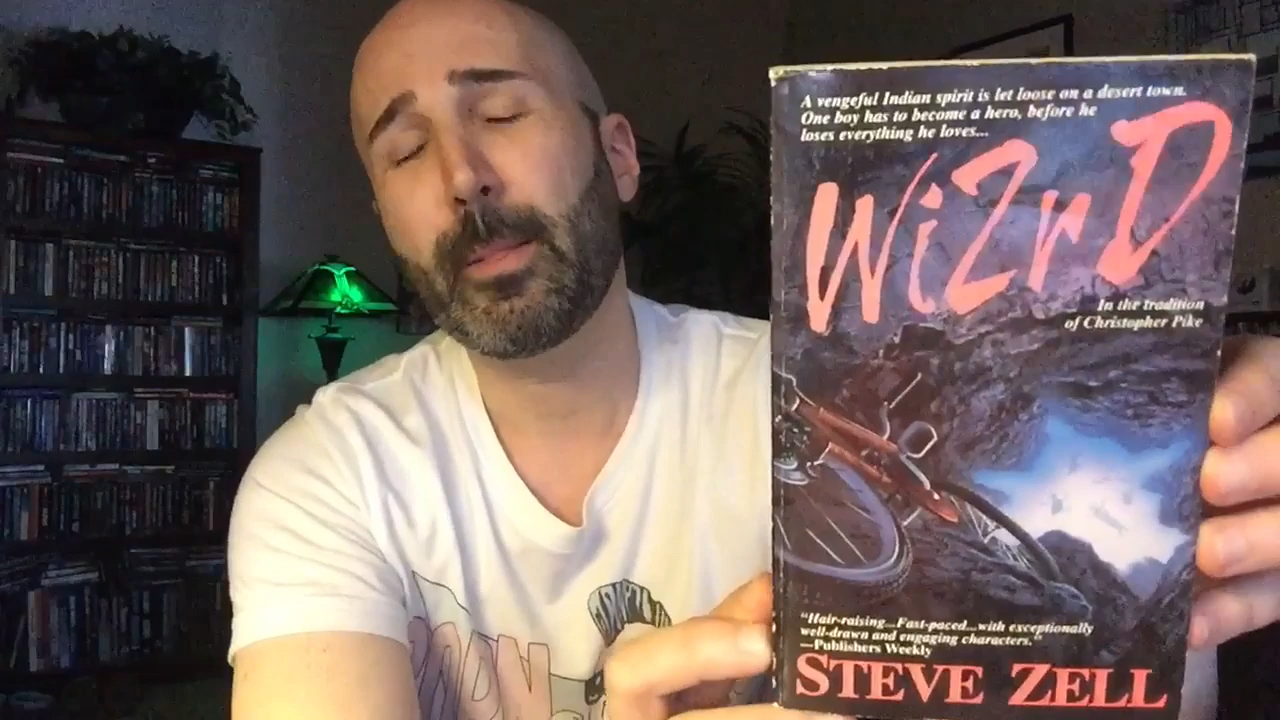 A vengeful Indian spirit is let loose on a desert town.
One boy has to become a hero, before he
loses everything he loves...
WiZrD
In the tradition
of Christopher Pike
"Hair-raising...Fast-paced...with exceptionally
well-drawn and engaging characters."
—Publishers Weekly
STEVE ZELL